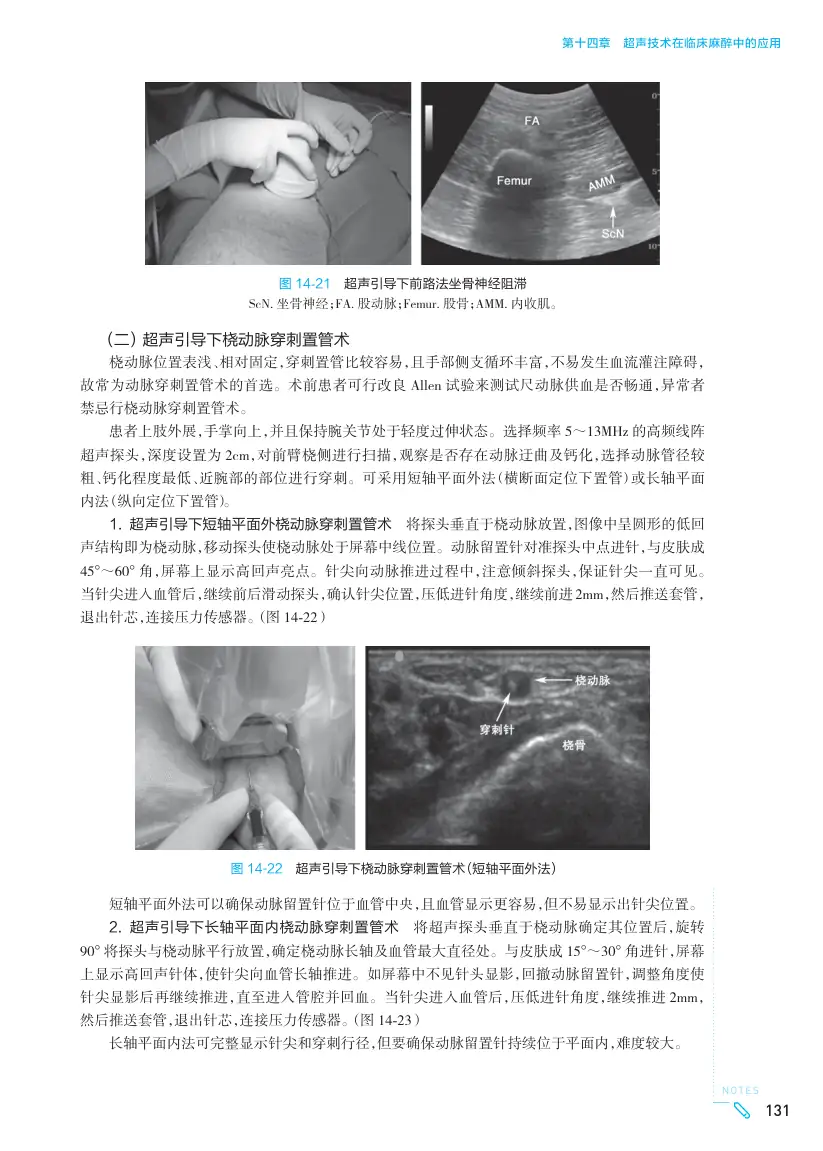 第十四章 超声技术在临床麻醉中的应用
FA
Femur
AMM
ScN
0
5
10
图 14-21 超声引导下前路法坐骨神经阻滞
ScN. 坐骨神经;FA. 股动脉;Femur. 股骨;AMM. 内收肌。
（二）超声引导下桡动脉穿刺置管术
桡动脉位置表浅、相对固定,穿刺置管比较容易,且手部侧支循环丰富,不易发生血流灌注障碍,
故常为动脉穿刺置管术的首选。术前患者可行改良 Allen 试验来测试尺动脉供血是否畅通,异常者
禁忌行桡动脉穿刺置管术。
患者上肢外展,手掌向上,并且保持腕关节处于轻度过伸状态。选择频率 5～13MHz 的高频线阵
超声探头,深度设置为 2cm,对前臂桡侧进行扫描,观察是否存在动脉迂曲及钙化,选择动脉管径较
粗、钙化程度最低、近腕部的部位进行穿刺。可采用短轴平面外法(横断面定位下置管)或长轴平面
内法(纵向定位下置管)。
1. 超声引导下短轴平面外桡动脉穿刺置管术 将探头垂直于桡动脉放置,图像中呈圆形的低回
声结构即为桡动脉,移动探头使桡动脉处于屏幕中线位置。动脉留置针对准探头中点进针,与皮肤成
45°～60° 角,屏幕上显示高回声亮点。针尖向动脉推进过程中,注意倾斜探头,保证针尖一直可见。
当针尖进入血管后,继续前后滑动探头,确认针尖位置,压低进针角度,继续前进 2mm,然后推送套管,
退出针芯,连接压力传感器。(图 14-22)
桡动脉
穿刺针
桡骨
图 14-22 超声引导下桡动脉穿刺置管术(短轴平面外法)
短轴平面外法可以确保动脉留置针位于血管中央,且血管显示更容易,但不易显示出针尖位置。
2. 超声引导下长轴平面内桡动脉穿刺置管术 将超声探头垂直于桡动脉确定其位置后,旋转
90° 将探头与桡动脉平行放置,确定桡动脉长轴及血管最大直径处。与皮肤成 15°～30° 角进针,屏幕
上显示高回声针体,使针尖向血管长轴推进。如屏幕中不见针头显影,回撤动脉留置针,调整角度使
针尖显影后再继续推进,直至进入管腔并回血。当针尖进入血管后,压低进针角度,继续推进 2mm,
然后推送套管,退出针芯,连接压力传感器。(图 14-23)
长轴平面内法可完整显示针尖和穿刺行径,但要确保动脉留置针持续位于平面内,难度较大。
NOTES
131